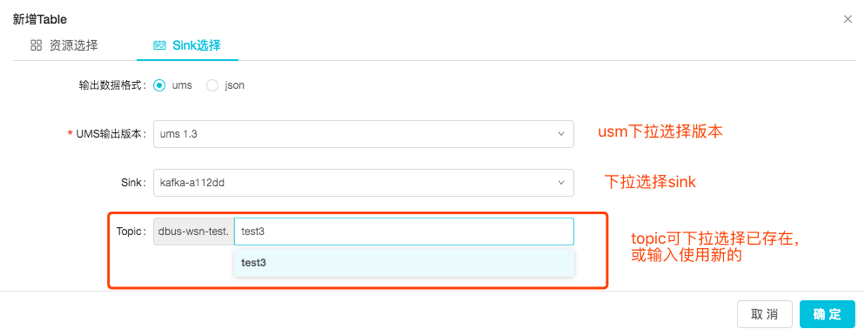 新增Table
资源选择 Sink选择
输出数据格式: ums json
* UMS输出版本: ums 1.3 usm下拉选择版本
Sink: kafka-a112dd 下拉选择sink
Topic: dbus-wsn-test. test3 topic可下拉选择已存在,
或输入使用新的
test3
取 消 确 定